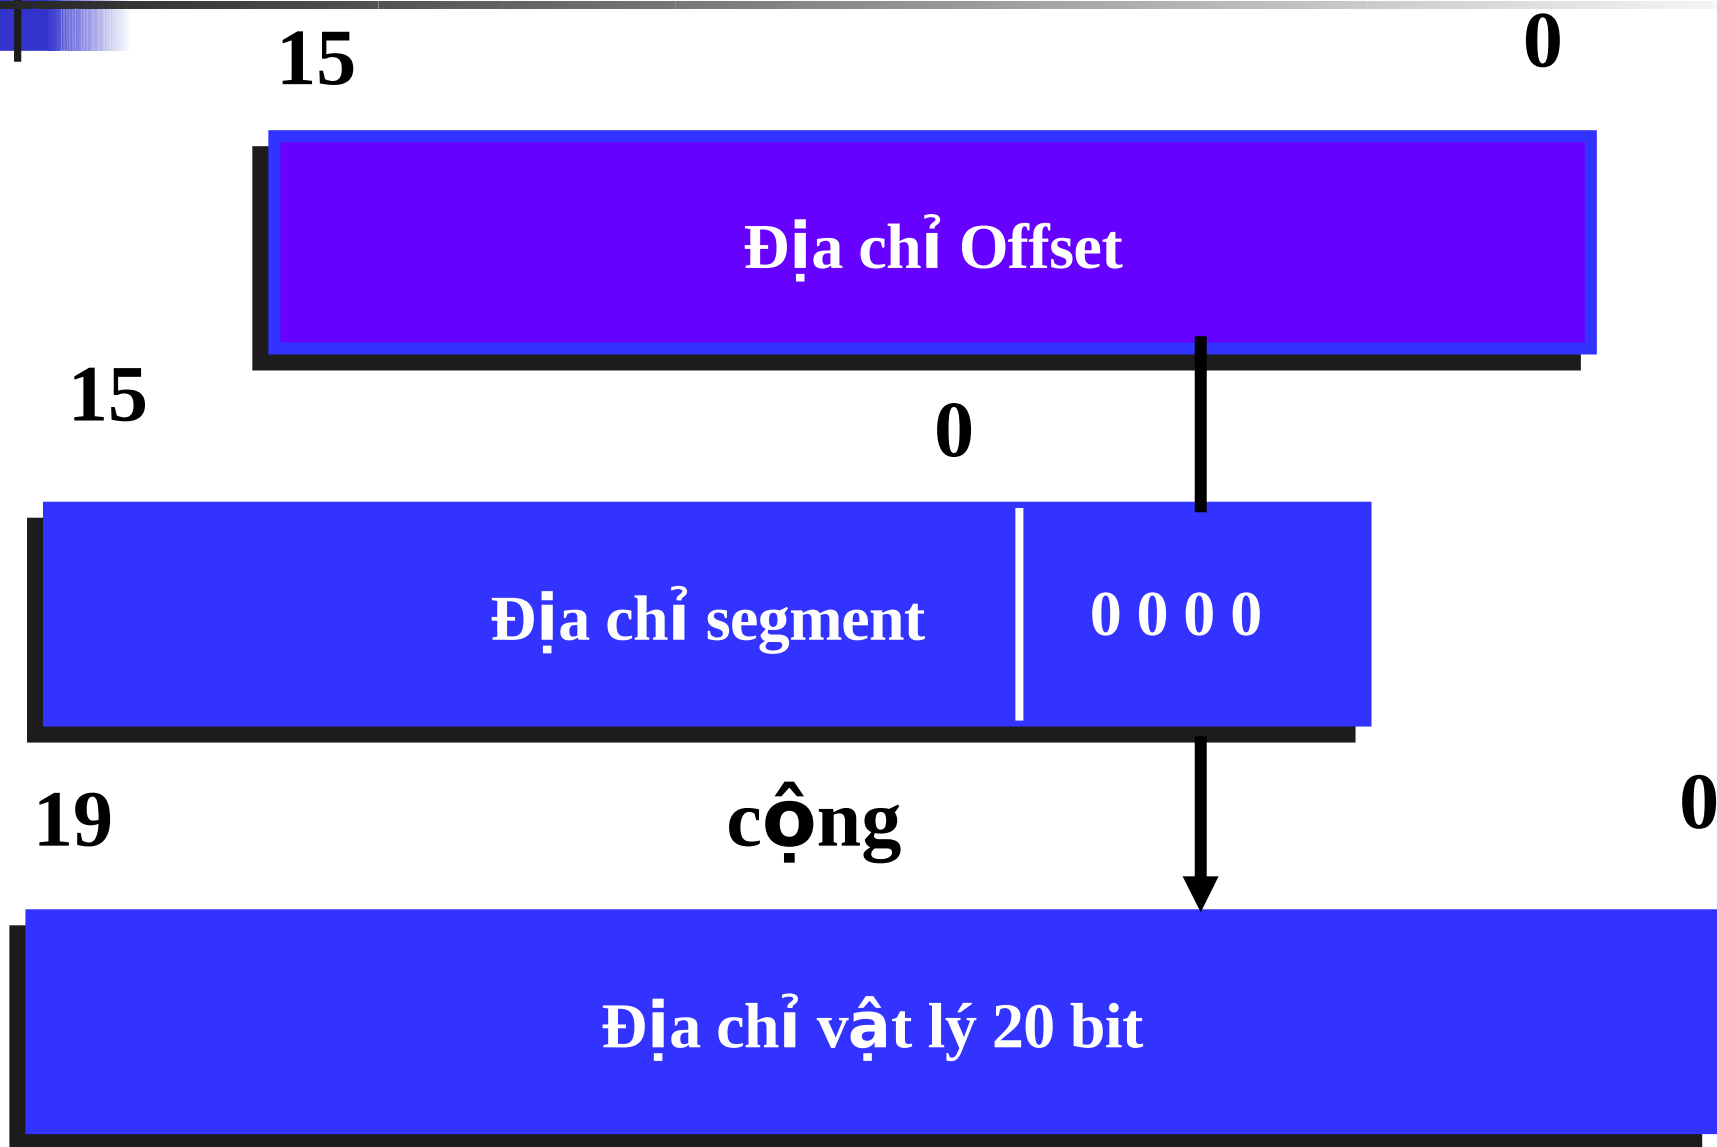 15 0
Địa chỉ Offset
15 0
Địa chỉ segment 0 0 0 0
19 cộng 0
Địa chỉ vật lý 20 bit